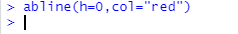 > abline(h=0,col="red")
>